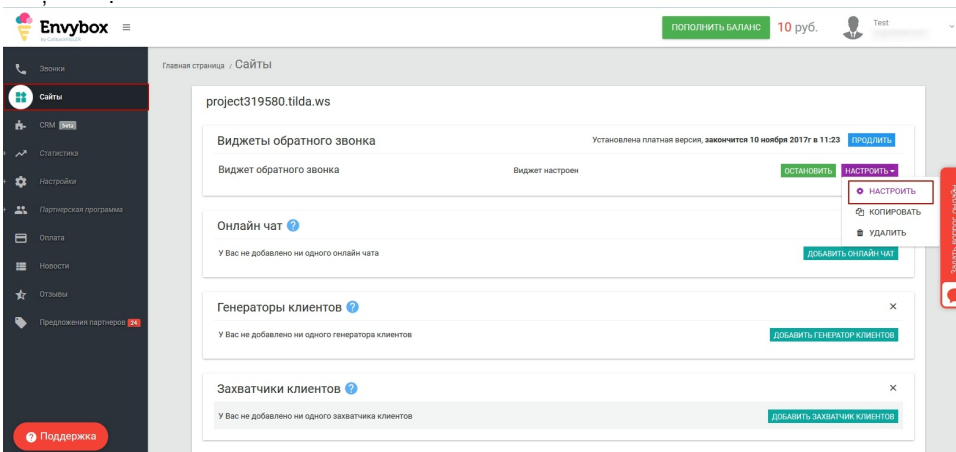 Envybox
ПОПОЛНИТЬ БАЛАНС
10 руб.
Test
Звонки
Сайты
CRM beta
Статистика
Настройки
Партнерская программа
Оплата
Новости
Отзывы
Предложения партнеров 24
Поддержка
Главная страница / Сайты
project319580.tilda.ws
Виджеты обратного звонка
Установлена платная версия, закончится 10 ноября 2017г в 11:23
ПРОДЛИТЬ
Виджет обратного звонка
Виджет настроен
ОСТАНОВИТЬ
НАСТРОИТЬ
НАСТРОИТЬ
КОПИРОВАТЬ
УДАЛИТЬ
Онлайн чат ?
У Вас не добавлено ни одного онлайн чата
ДОБАВИТЬ ОНЛАЙН ЧАТ
Генераторы клиентов ?
У Вас не добавлено ни одного генератора клиентов
ДОБАВИТЬ ГЕНЕРАТОР КЛИЕНТОВ
Захватчики клиентов ?
У Вас не добавлено ни одного захватчика клиентов
ДОБАВИТЬ ЗАХВАТЧИК КЛИЕНТОВ
Задать вопрос онлайн